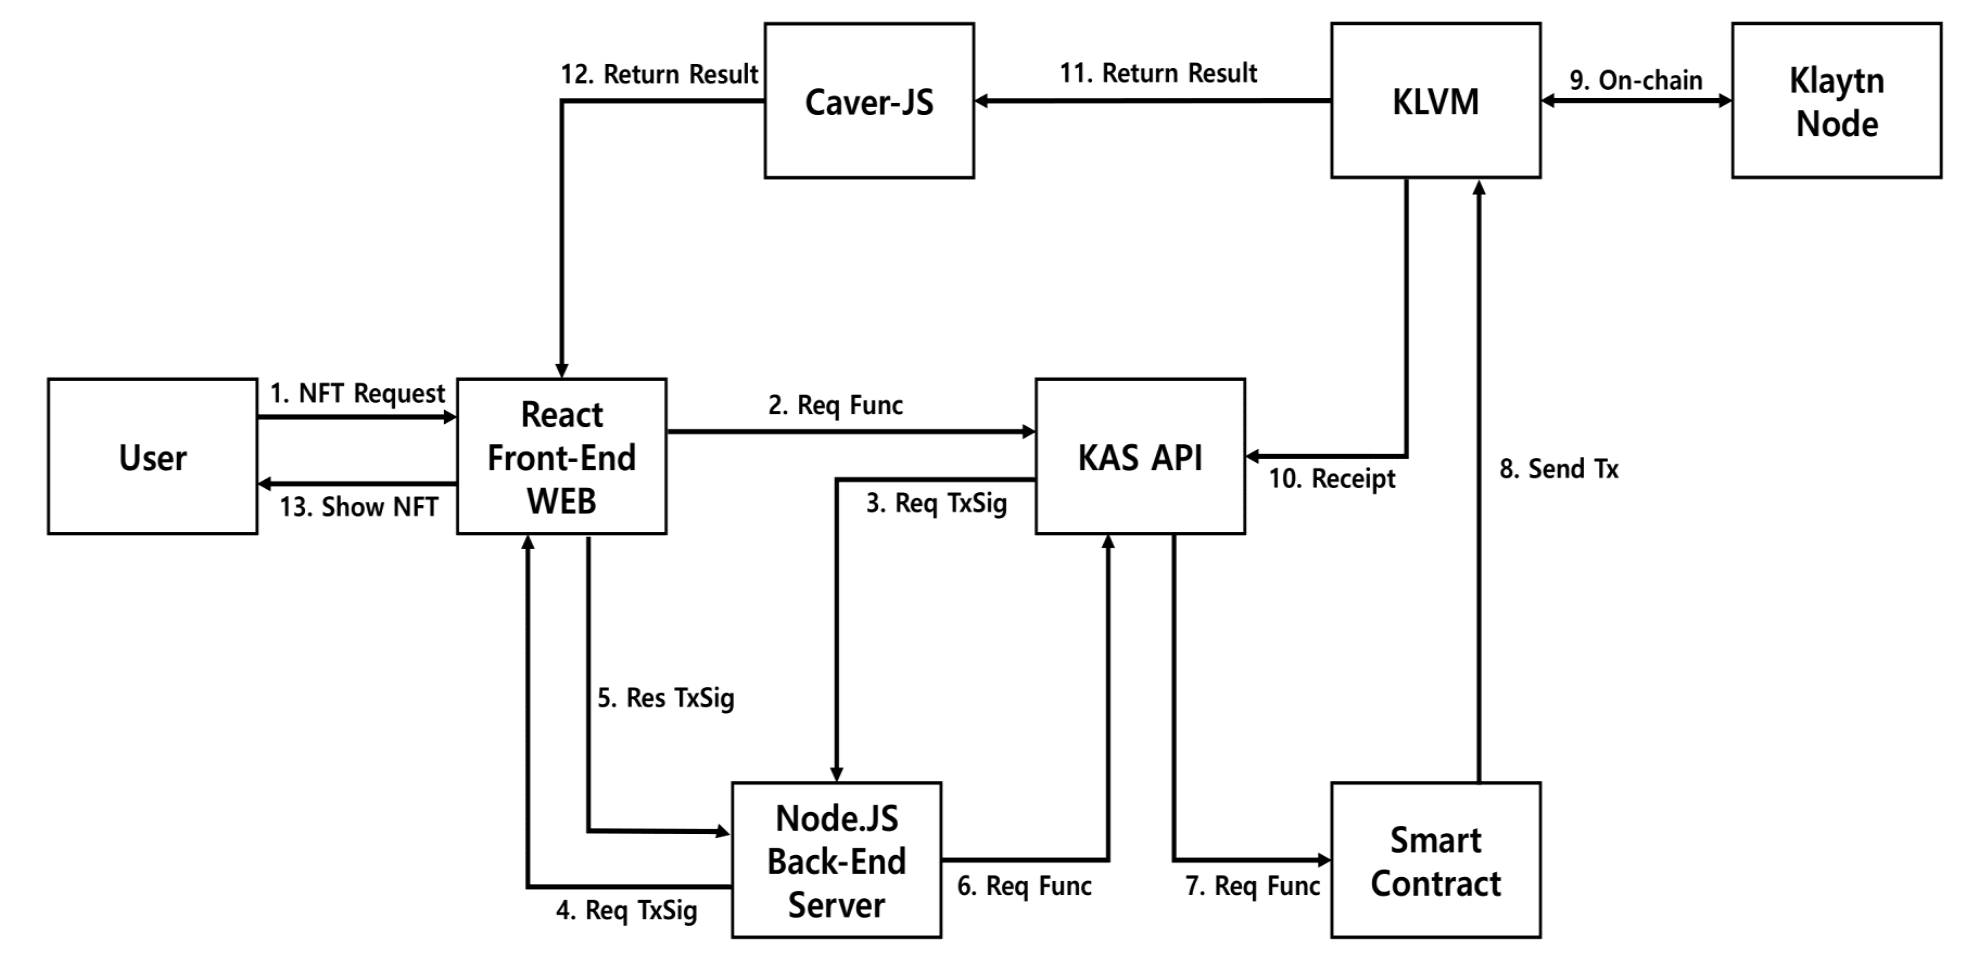 12. Return Result
Caver-JS
11. Return Result
KLVM
9. On-chain
Klaytn
Node
User
1. NFT Request
13. Show NFT
React
Front-End
WEB
2. Req Func
3. Req TxSig
KAS API
10. Receipt
8. Send Tx
5. Res TxSig
4. Req TxSig
Node.JS
Back-End
Server
6. Req Func
7. Req Func
Smart
Contract